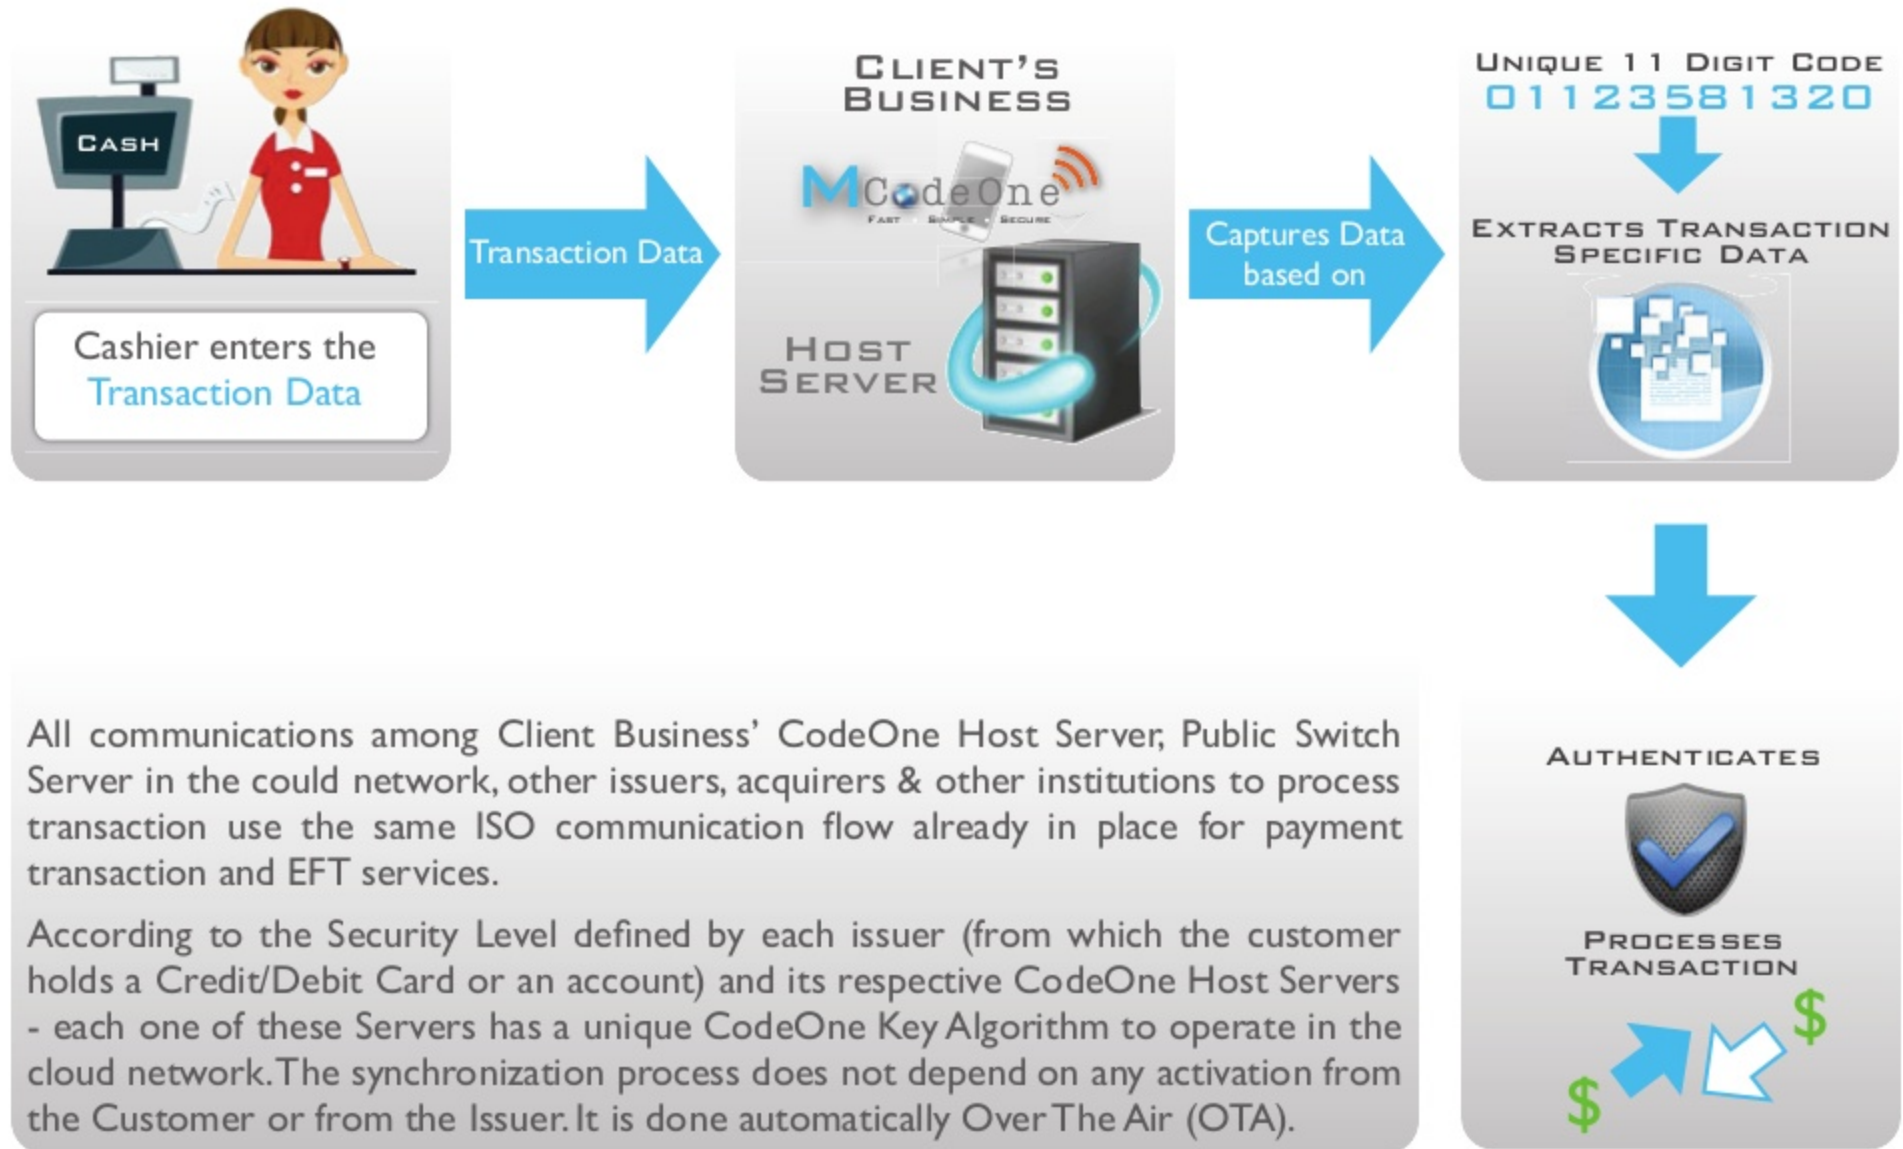 CASH
Cashier enters the
Transaction Data
Transaction Data
CLIENT'S
BUSINESS
MCodeOne
FAST • SIMPLE • SECURE
HOST
SERVER
Captures Data
based on
UNIQUE 11 DIGIT CODE
01123581320
EXTRACTS TRANSACTION
SPECIFIC DATA
AUTHENTICATES
PROCESSES
TRANSACTION
$
$
All communications among Client Business' CodeOne Host Server, Public Switch
Server in the could network, other issuers, acquirers & other institutions to process
transaction use the same ISO communication flow already in place for payment
transaction and EFT services.
According to the Security Level defined by each issuer (from which the customer
holds a Credit/Debit Card or an account) and its respective CodeOne Host Servers
- each one of these Servers has a unique CodeOne Key Algorithm to operate in the
cloud network. The synchronization process does not depend on any activation from
the Customer or from the Issuer. It is done automatically Over The Air (OTA).